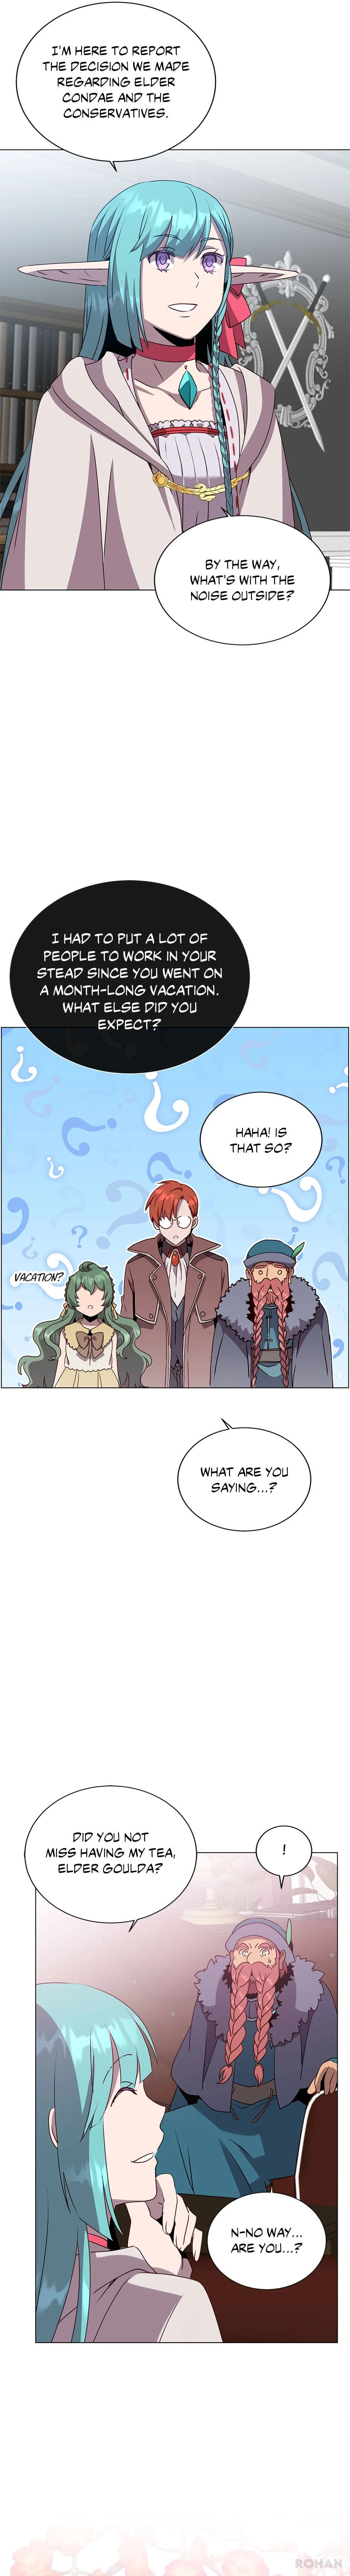 I'M HERE TO REPORT
THE DECISION WE MADE
REGARDING ELDER
CONDAE AND THE
CONSERVATIVES.
BY THE WAY,
WHAT'S WITH THE
NOISE OUTSIDE?
I HAD TO PUT A LOT OF
PEOPLE TO WORK IN YOUR
STEAD SINCE YOU WENT ON
A MONTH-LONG VACATION.
WHAT ELSE DID YOU
EXPECT?
HAHA! IS
THAT SO?
VACATION?
WHAT ARE YOU
SAYING...?
DID YOU NOT
MISS HAVING MY TEA,
ELDER GOULDA?
!
N-NO WAY...
ARE YOU...?
ROHAN